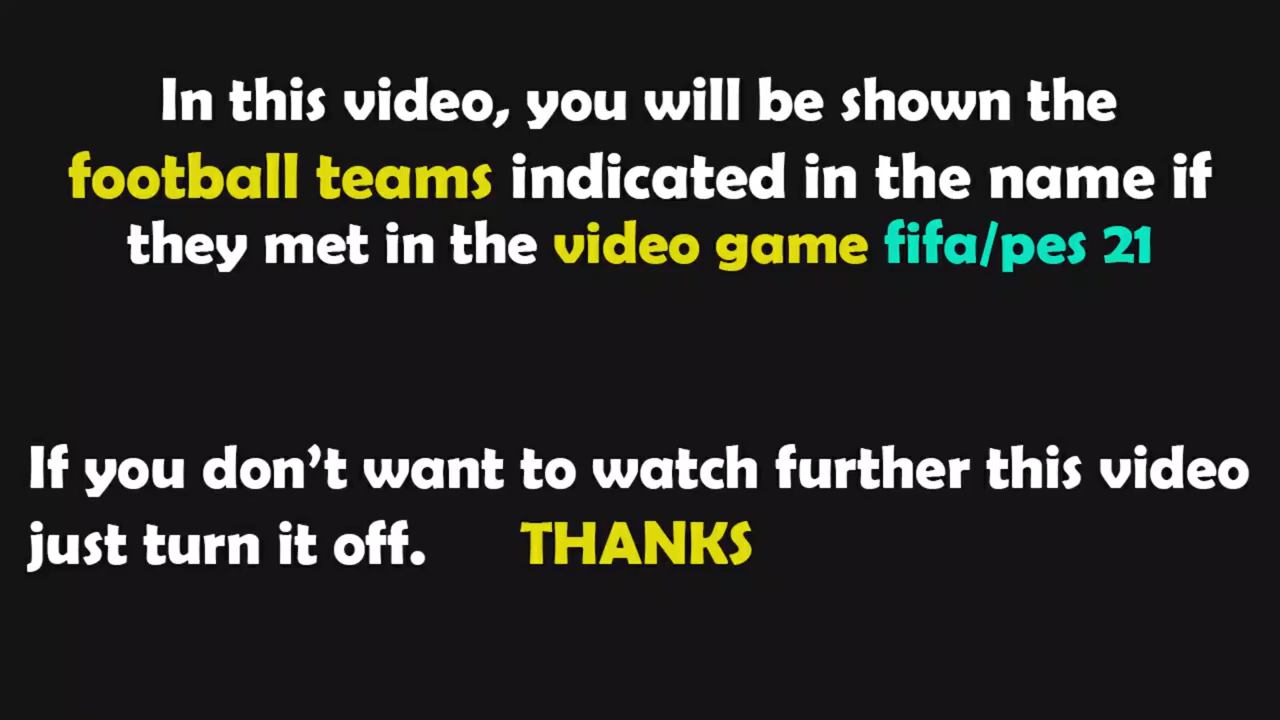 In this video, you will be shown the
football teams indicated in the name if
they met in the video game fifa/pes 21
If you don't want to watch further this video
just turn it off. THANKS